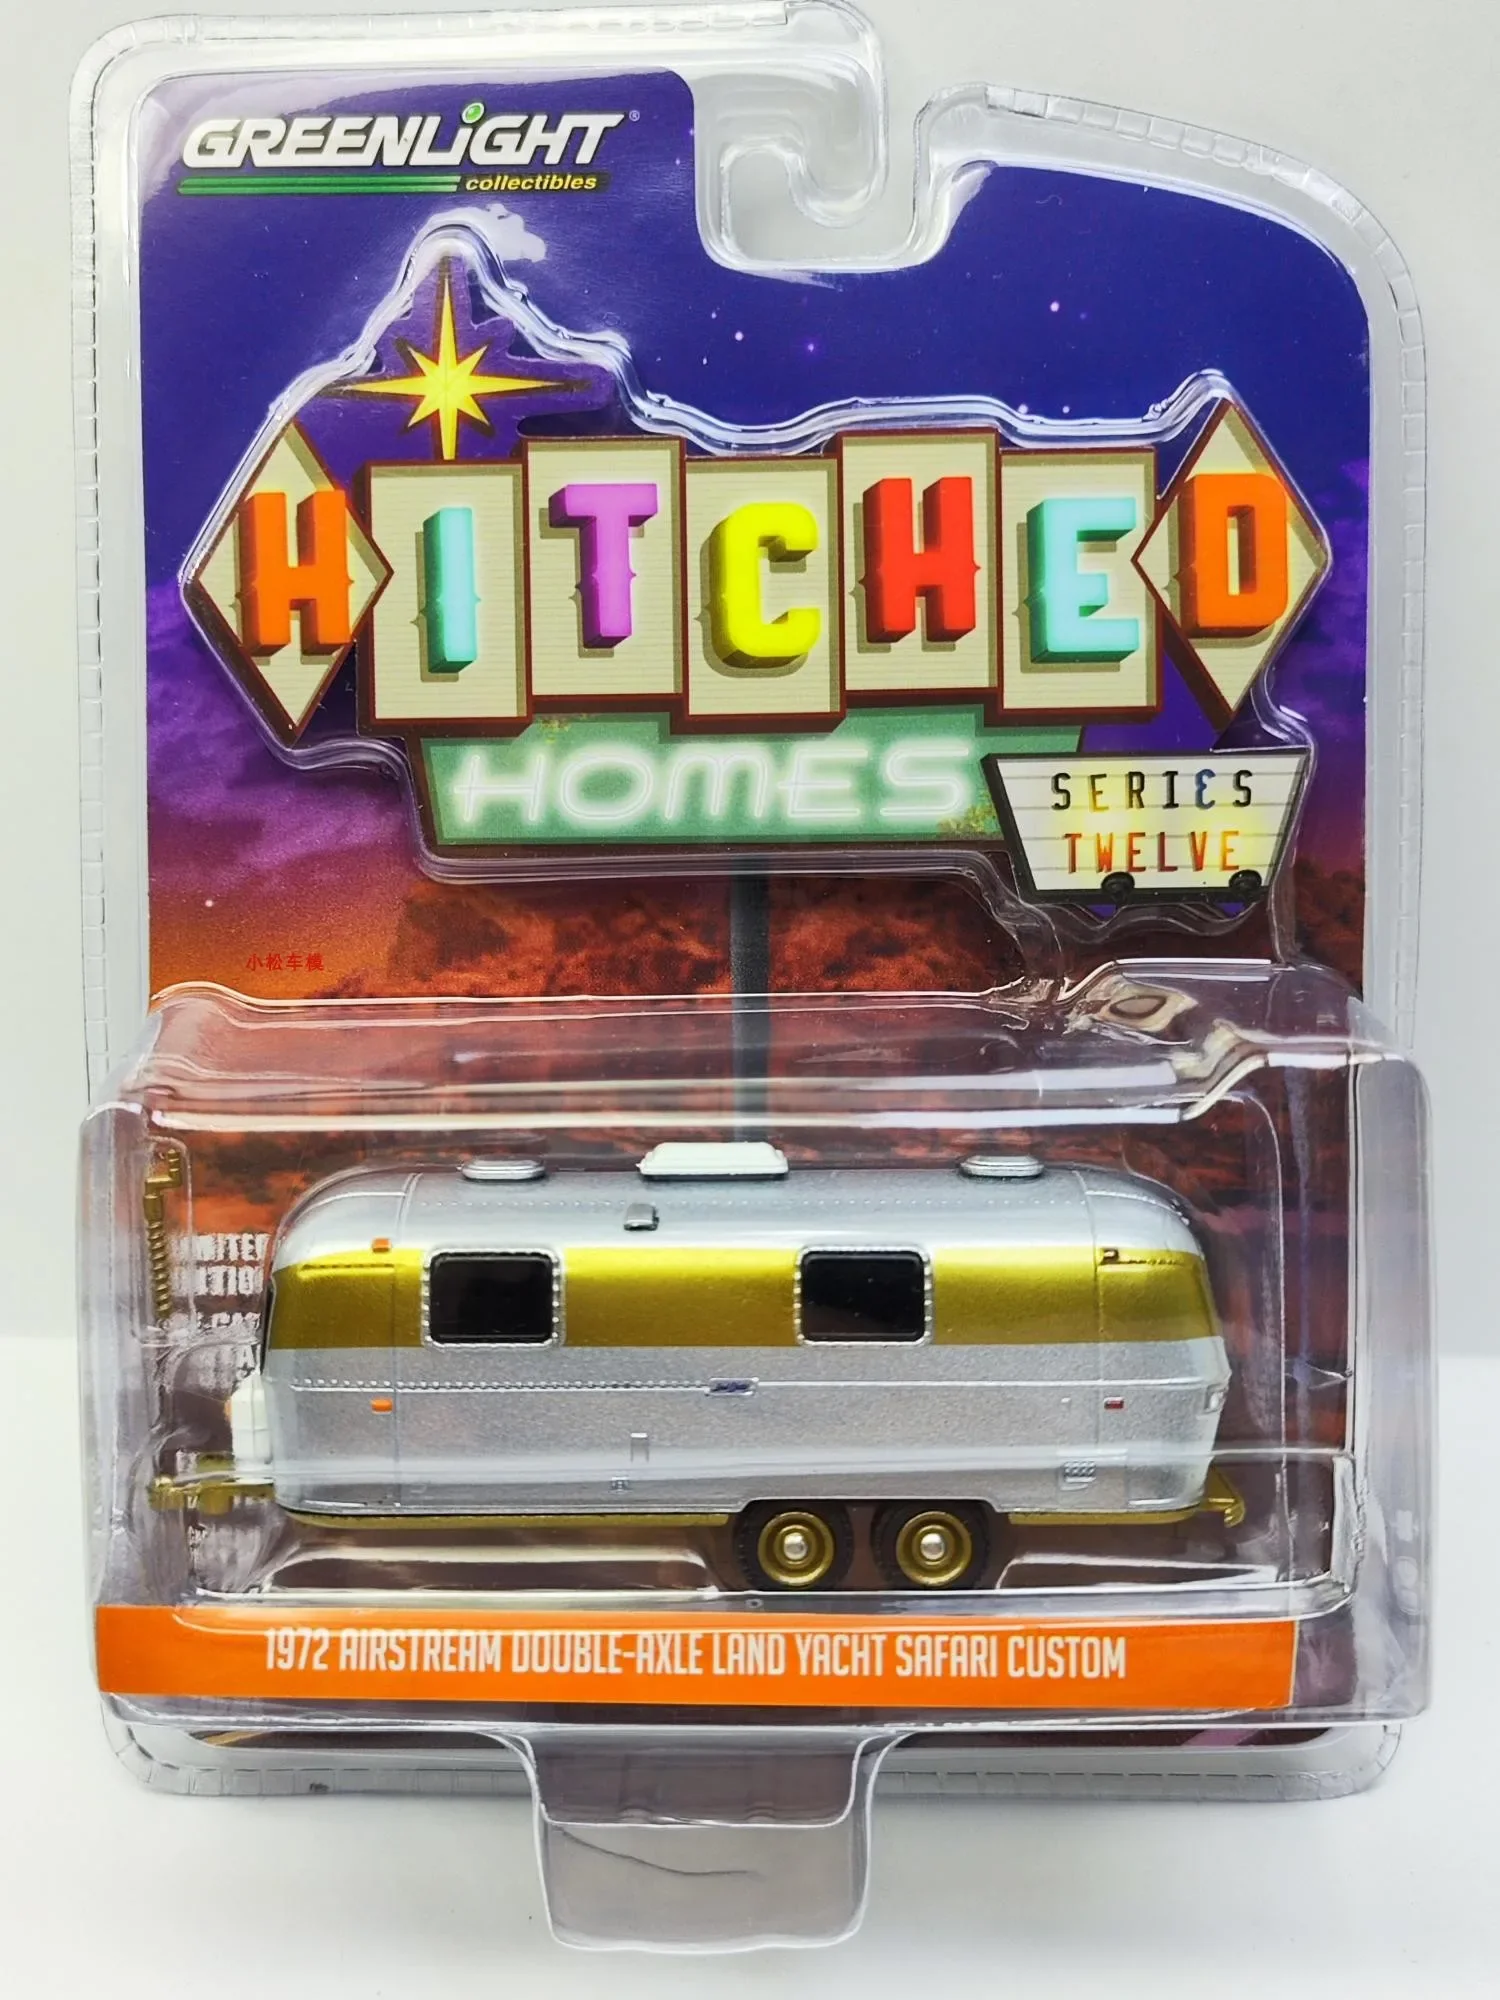 GREENLiGHT®
collectibles
HITCHED
HOMES
SERIES
TWELVE
小松车模
1972 AIRSTREAM DOUBLE-AXLE LAND YACHT SAFARI CUSTOM